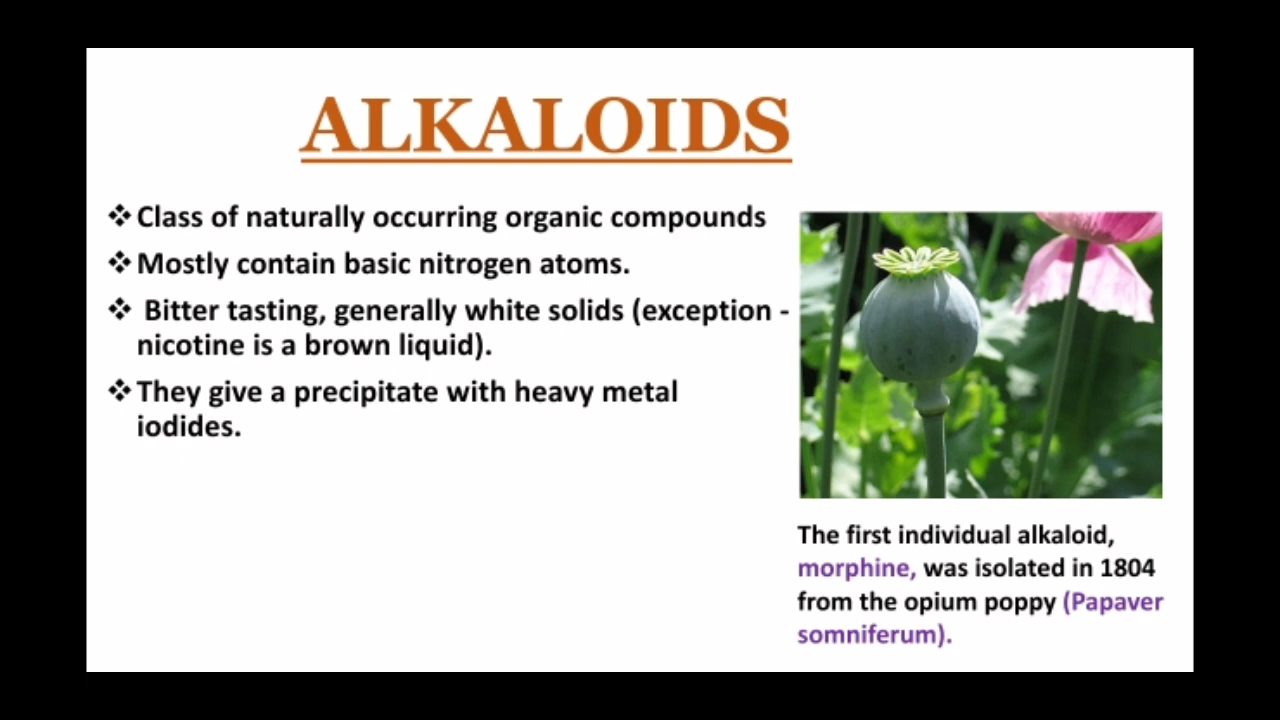 ALKALOIDS
❖Class of naturally occurring organic compounds
❖Mostly contain basic nitrogen atoms.
❖ Bitter tasting, generally white solids (exception -
nicotine is a brown liquid).
❖They give a precipitate with heavy metal
iodides.
The first individual alkaloid,
morphine, was isolated in 1804
from the opium poppy (Papaver
somniferum).